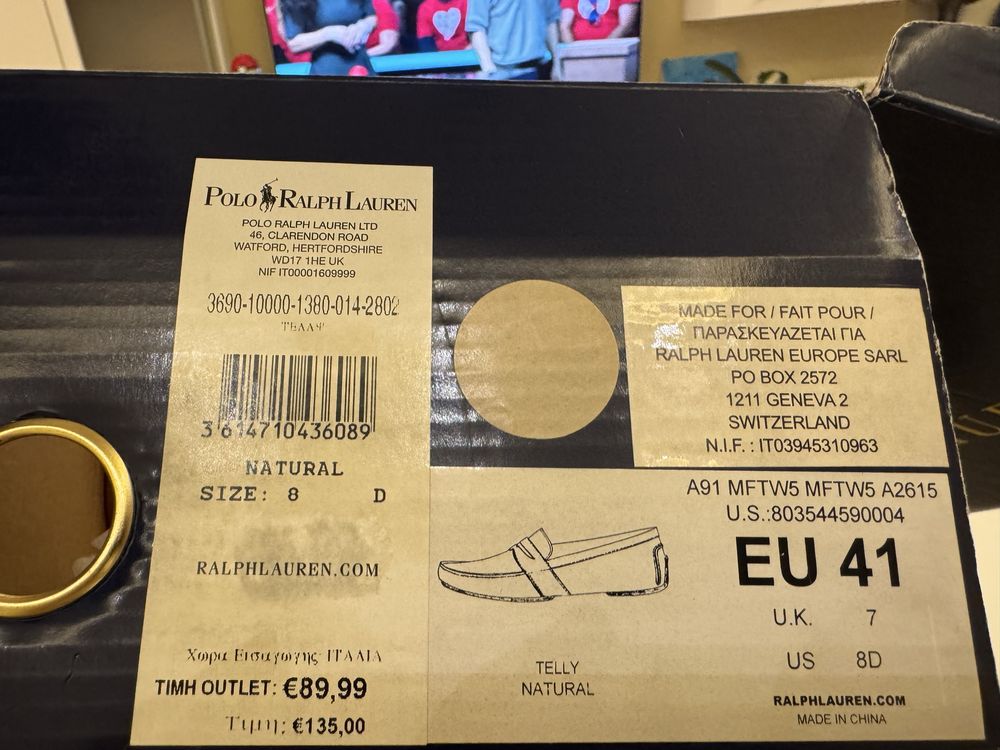 POLO RALPH LAUREN
POLO RALPH LAUREN LTD
46, CLARENDON ROAD
WATFORD, HERTFORDSHIRE
WD17 1HE UK
NIF IT00001609999
3690-10000-1380-014-2802
3614710436089
NATURAL
SIZE: 8 D
RALPHLAUREN.COM
Χωρα Εισαγωγης: ΙΤΑΛΙΑ
ΤΙΜΗ OUTLET: €89,99
Τιμη: €135,00
MADE FOR / FAIT POUR /
ΠΑΡΑΣΚΕΥΑΖΕΤΑΙ ΓΙΑ
RALPH LAUREN EUROPE SARL
PO BOX 2572
1211 GENEVA 2
SWITZERLAND
N.I.F. : IT03945310963
A91 MFTW5 MFTW5 A2615
U.S.:803544590004
EU 41
U.K. 7
US 8D
TELLY
NATURAL
RALPHLAUREN.COM
MADE IN CHINA